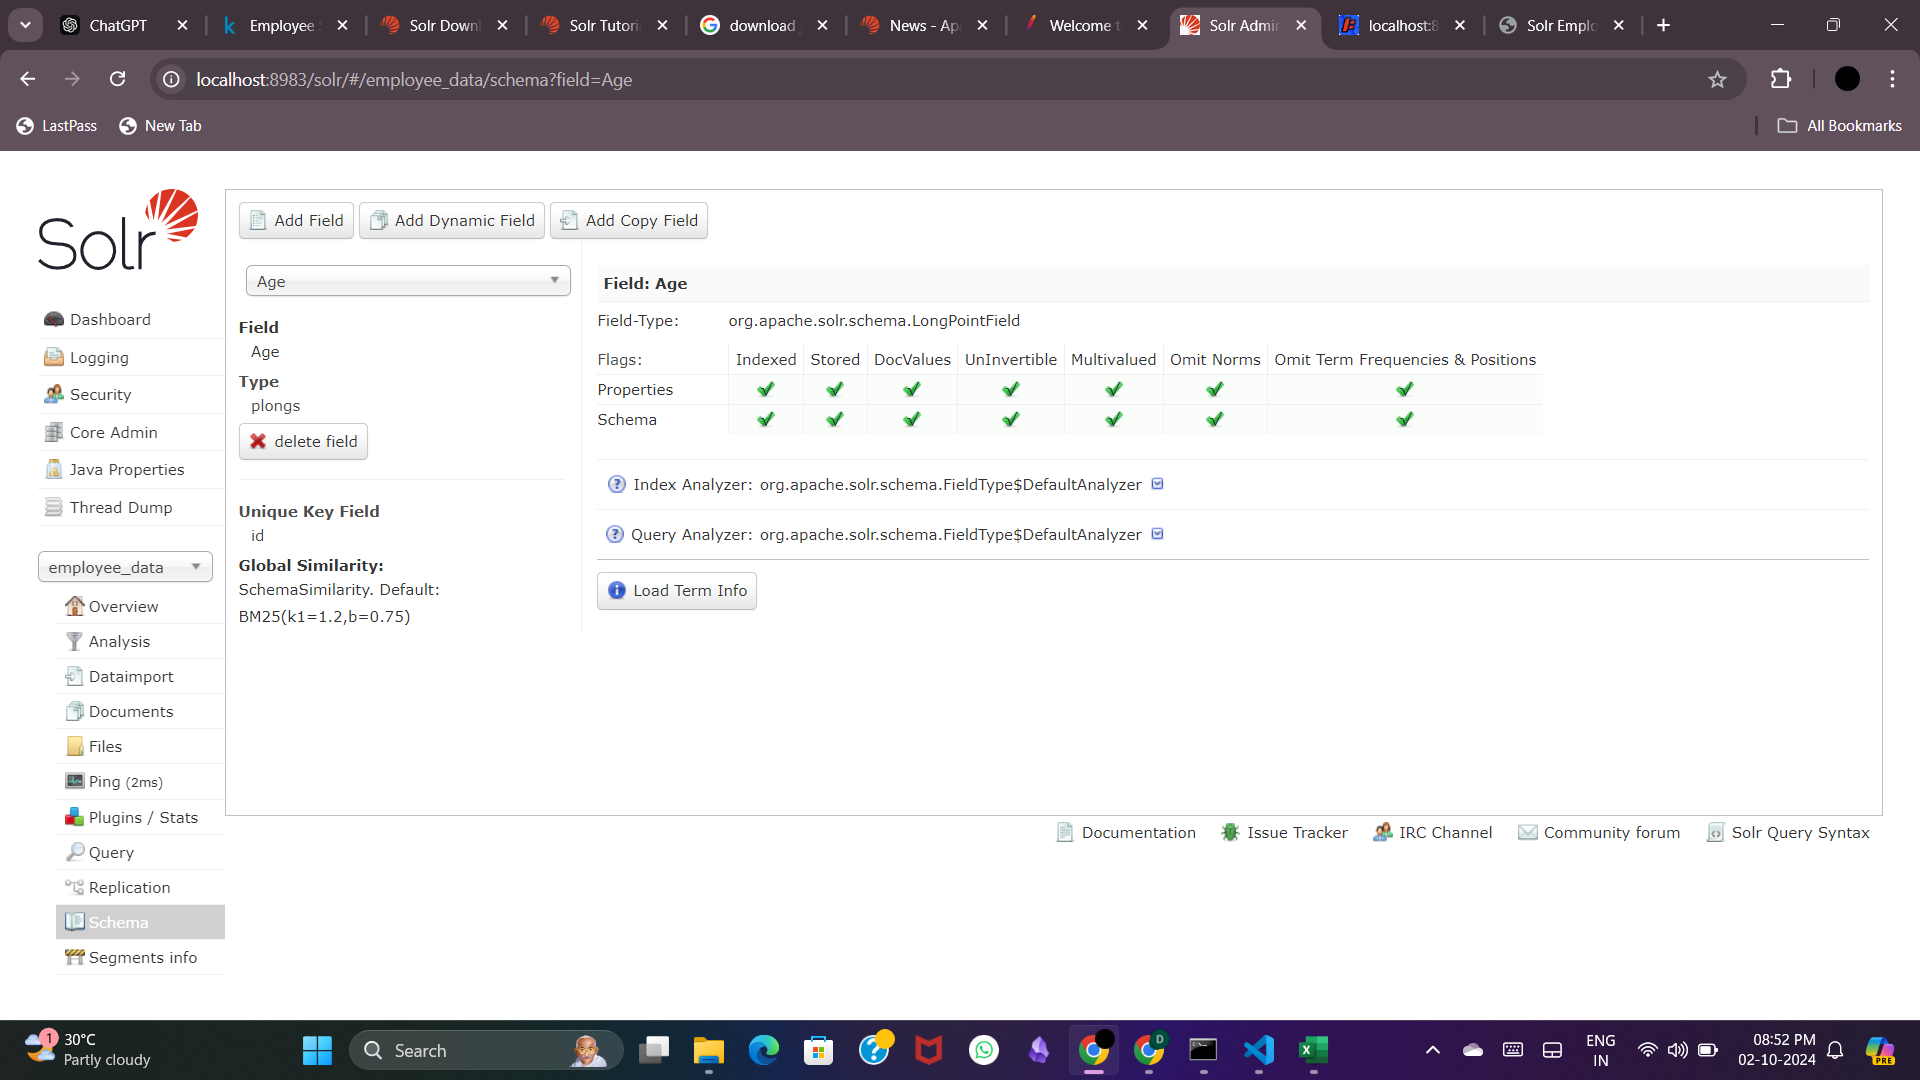 ChatGPT
Employee S
Solr Down
Solr Tutori
download j
News - Ap
Welcome t
Solr Admin
localhost:8
Solr Emplo
localhost:8983/solr/#/employee_data/schema?field=Age
LastPass
New Tab
All Bookmarks
Solr
Dashboard
Logging
Security
Core Admin
Java Properties
Thread Dump
employee_data
Overview
Analysis
Dataimport
Documents
Files
Ping (2ms)
Plugins / Stats
Query
Replication
Schema
Segments info
Add Field
Add Dynamic Field
Add Copy Field
Age
Field
Age
Type
plongs
delete field
Unique Key Field
id
Global Similarity:
SchemaSimilarity. Default:
BM25(k1=1.2,b=0.75)
Field: Age
Field-Type: org.apache.solr.schema.LongPointField
Flags: Indexed Stored DocValues UnInvertible Multivalued Omit Norms Omit Term Frequencies & Positions
Properties
Schema
Index Analyzer: org.apache.solr.schema.FieldType$DefaultAnalyzer
Query Analyzer: org.apache.solr.schema.FieldType$DefaultAnalyzer
Load Term Info
Documentation
Issue Tracker
IRC Channel
Community forum
Solr Query Syntax
1
30°C
Partly cloudy
Search
D
ENG
IN
08:52 PM
02-10-2024
PRE